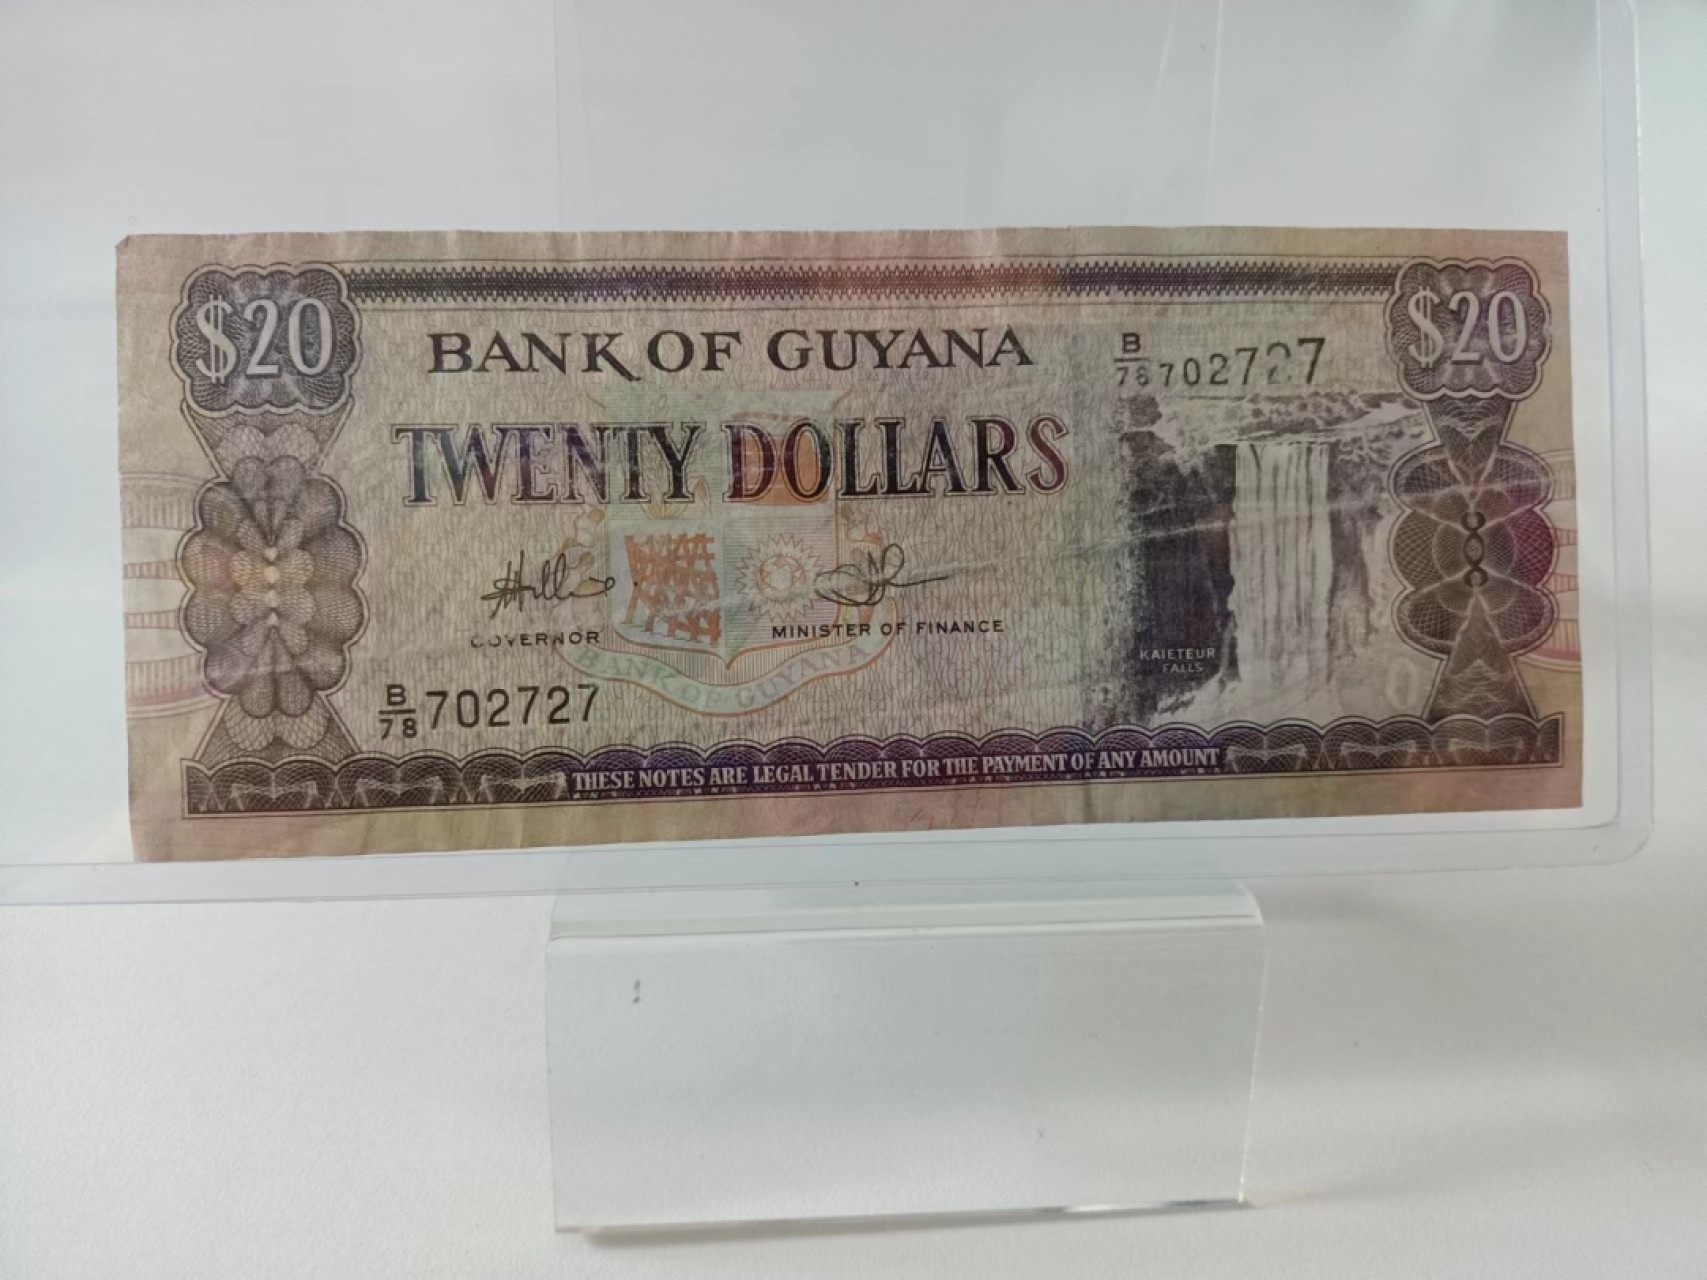 $20
$20
BANK OF GUYANA
B/78 702727
TWENTY DOLLARS
GOVERNOR
MINISTER OF FINANCE
KAIETEUR
FALLS
BANK OF GUYANA
B/78 702727
THESE NOTES ARE LEGAL TENDER FOR THE PAYMENT OF ANY AMOUNT